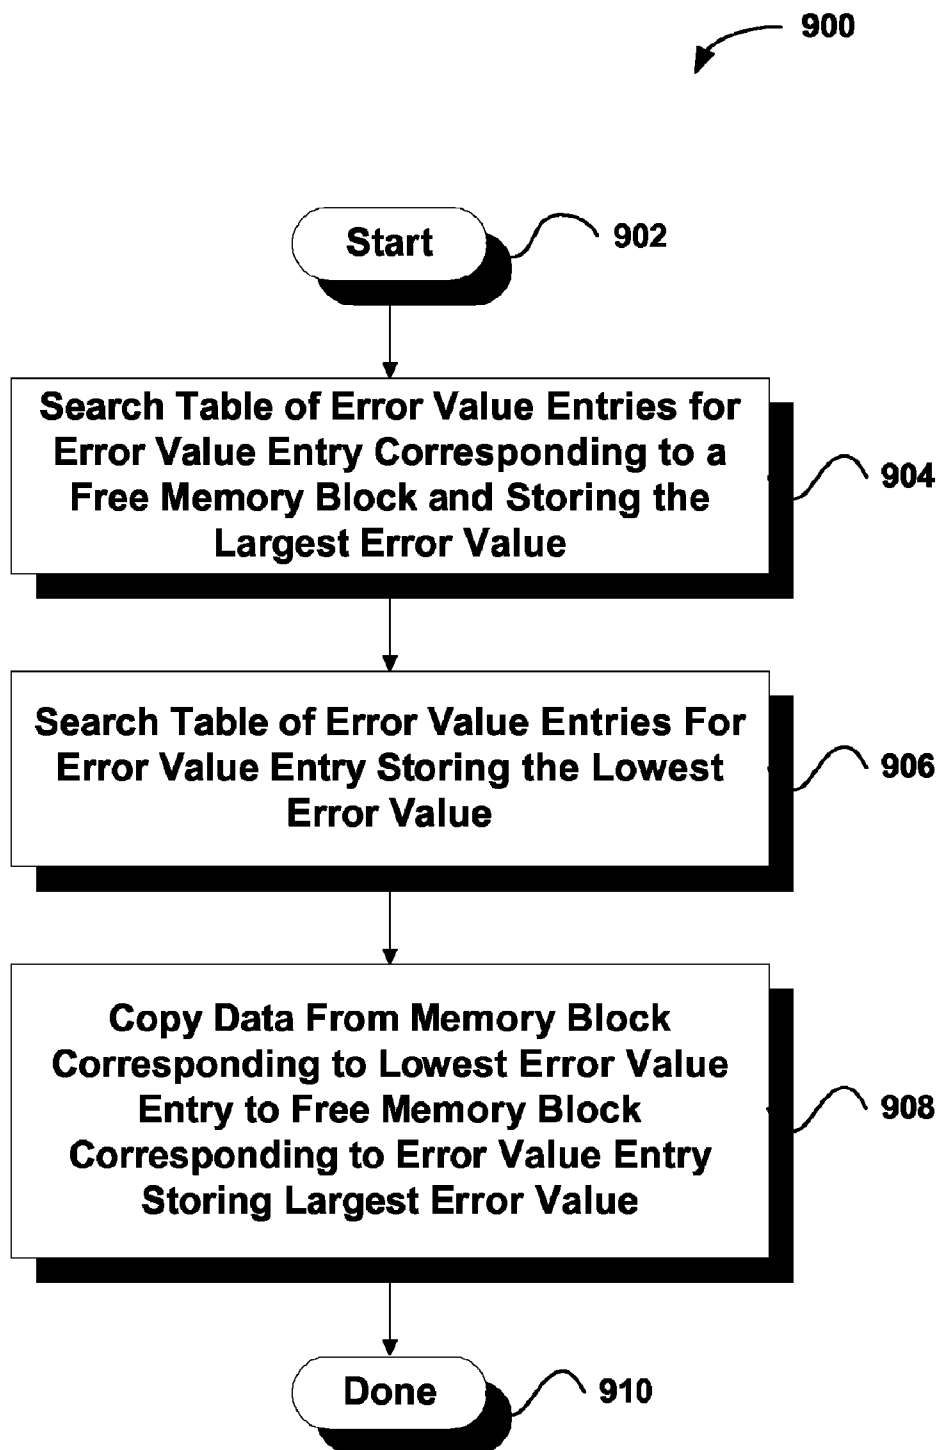 900
Start
902
Search Table of Error Value Entries for
Error Value Entry Corresponding to a
Free Memory Block and Storing the
Largest Error Value
904
Search Table of Error Value Entries For
Error Value Entry Storing the Lowest
Error Value
906
Copy Data From Memory Block
Corresponding to Lowest Error Value
Entry to Free Memory Block
Corresponding to Error Value Entry
Storing Largest Error Value
908
Done
910